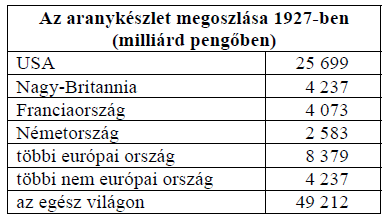 Az aranykészlet megoszlása 1927-ben
(milliárd pengőben)
USA 25 699
Nagy-Britannia 4 237
Franciaország 4 073
Németország 2 583
többi európai ország 8 379
többi nem európai ország 4 237
az egész világon 49 212